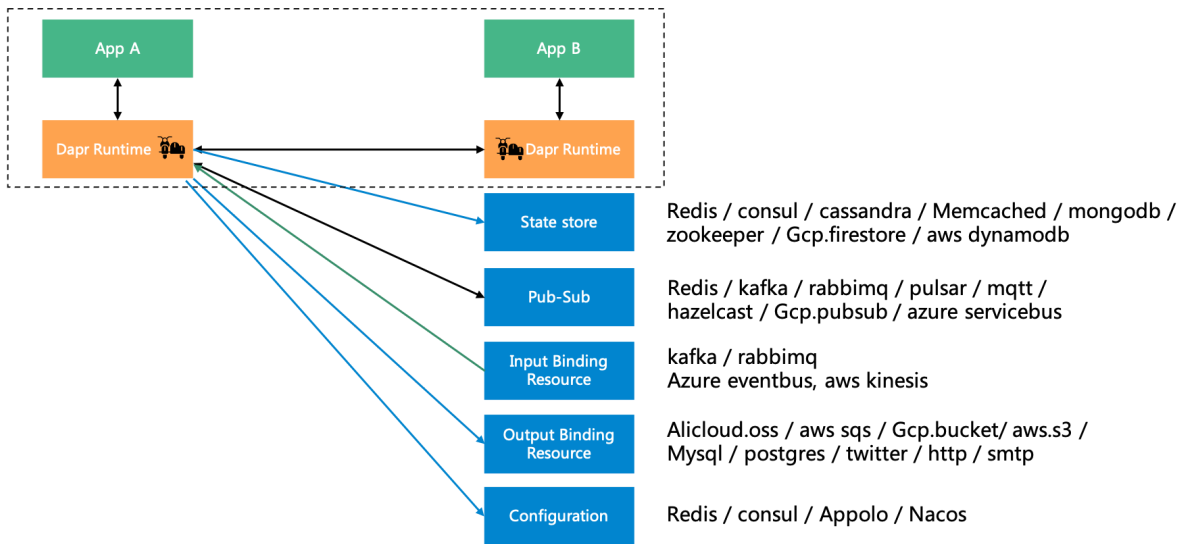 App A
App B
Dapr Runtime
Dapr Runtime
State store
Redis / consul / cassandra / Memcached / mongodb /
zookeeper / Gcp.firestore / aws dynamodb
Pub-Sub
Redis / kafka / rabbimq / pulsar / mqtt /
hazelcast / Gcp.pubsub / azure servicebus
Input Binding
Resource
kafka / rabbimq
Azure eventbus, aws kinesis
Output Binding
Resource
Alicloud.oss / aws sqs / Gcp.bucket/ aws.s3 /
Mysql / postgres / twitter / http / smtp
Configuration
Redis / consul / Appolo / Nacos